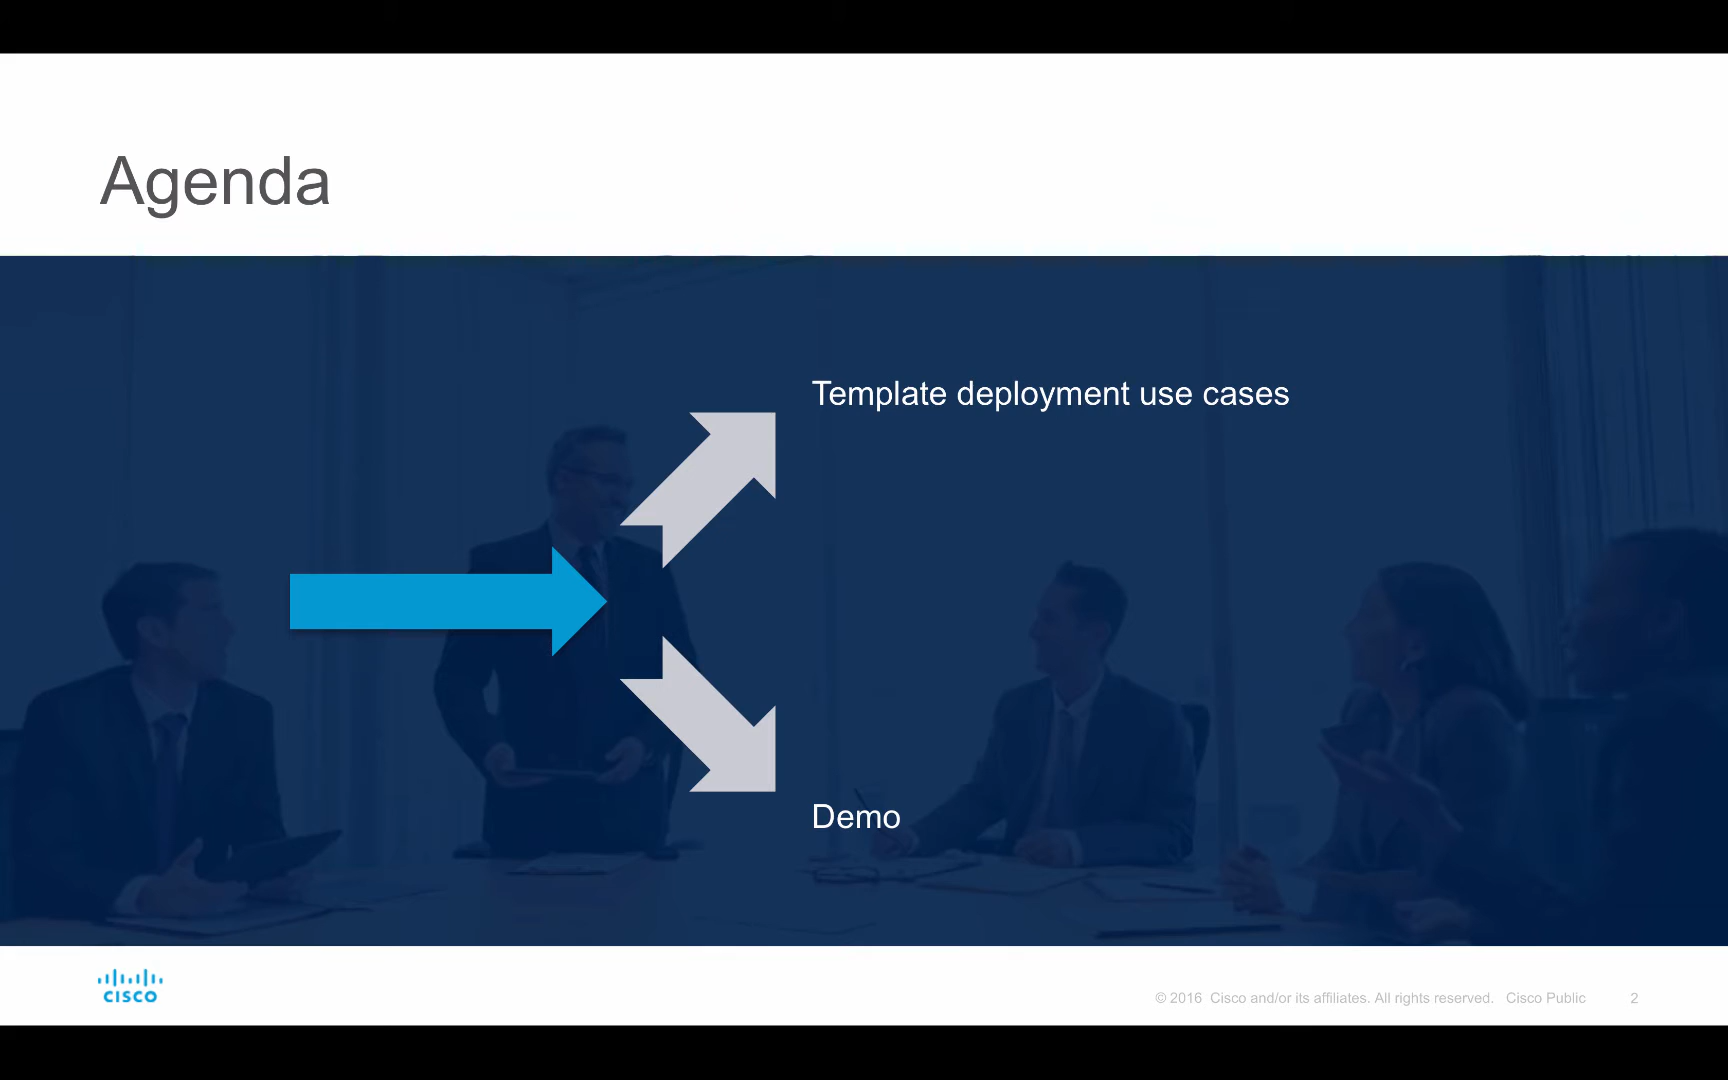 Agenda
Template deployment use cases
Demo
CISCO
© 2016 Cisco and/or its affiliates. All rights reserved. Cisco Public 2